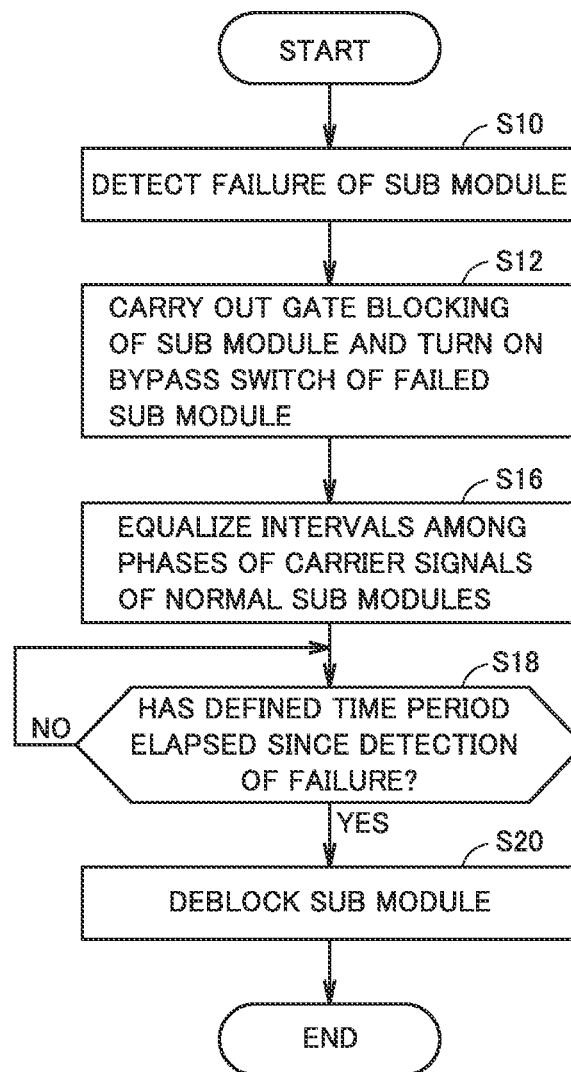 START
S10
DETECT FAILURE OF SUB MODULE
S12
CARRY OUT GATE BLOCKING
OF SUB MODULE AND TURN ON
BYPASS SWITCH OF FAILED
SUB MODULE
S16
EQUALIZE INTERVALS AMONG
PHASES OF CARRIER SIGNALS
OF NORMAL SUB MODULES
S18
HAS DEFINED TIME PERIOD
ELAPSED SINCE DETECTION
OF FAILURE?
NO
YES
S20
DEBLOCK SUB MODULE
END